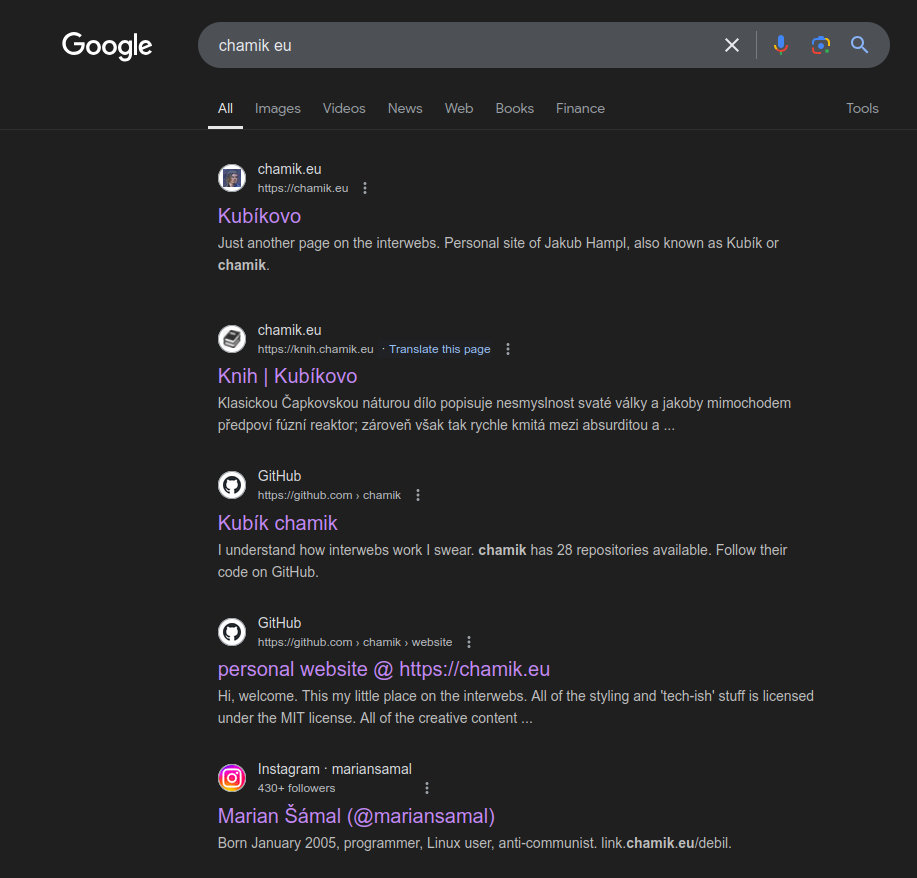 Google
chamik eu
All Images Videos News Web Books Finance Tools
chamik.eu
https://chamik.eu
Kubíkovo
Just another page on the interwebs. Personal site of Jakub Hampl, also known as Kubík or
chamik.
chamik.eu
https://knih.chamik.eu · Translate this page
Knih | Kubíkovo
Klasickou Čapkovskou náturou dílo popisuje nesmyslnost svaté války a jakoby mimochodem
předpoví fúzní reaktor; zároveň však tak rychle kmitá mezi absurditou a ...
GitHub
https://github.com › chamik
Kubík chamik
I understand how interwebs work I swear. chamik has 28 repositories available. Follow their
code on GitHub.
GitHub
https://github.com › chamik › website
personal website @ https://chamik.eu
Hi, welcome. This my little place on the interwebs. All of the styling and 'tech-ish' stuff is licensed
under the MIT license. All of the creative content ...
Instagram · mariansamal
430+ followers
Marian Šámal (@mariansamal)
Born January 2005, programmer, Linux user, anti-communist. link.chamik.eu/debil.